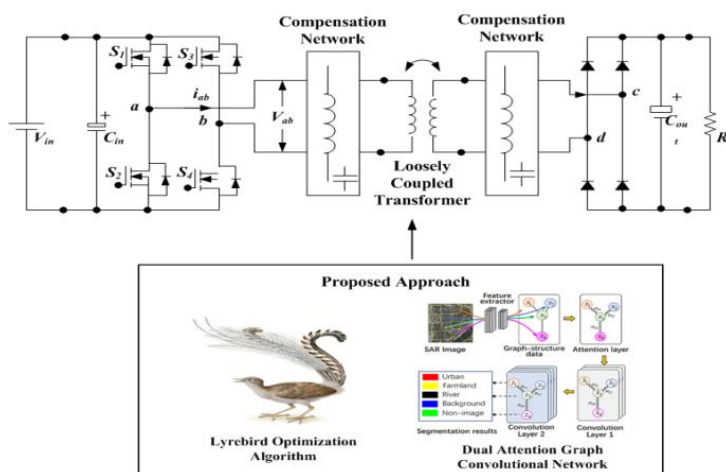 Compensation
Network
Compensation
Network
S1
S3
a
iab
b
Vab
Vin
Cin
S2
S4
Loosely
Coupled
Transformer
c
d
Cou
t
R
Proposed Approach
Lyrebird Optimization
Algorithm
Feature
extractor
SAR Image
Graph-structure
data
Attention layer
Urban
Farmland
River
Background
Non-image
Segmentation results
Convolution
Layer 2
Convolution
Layer 1
Dual Attention Graph
Convolutional Network